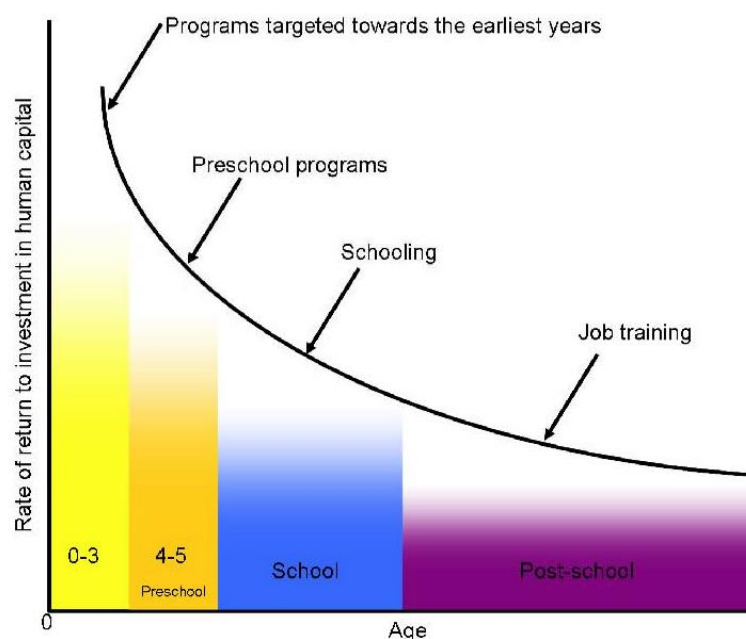 Programs targeted towards the earliest years
Preschool programs
Schooling
Job training
Rate of return to investment in human capital
0-3
4-5
Preschool
School
Post-school
0
Age